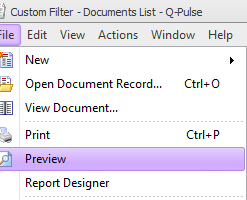 Custom Filter - Documents List - Q-Pulse
File Edit View Actions Window Help
New
Open Document Record... Ctrl+O
View Document...
Print Ctrl+P
Preview
Report Designer